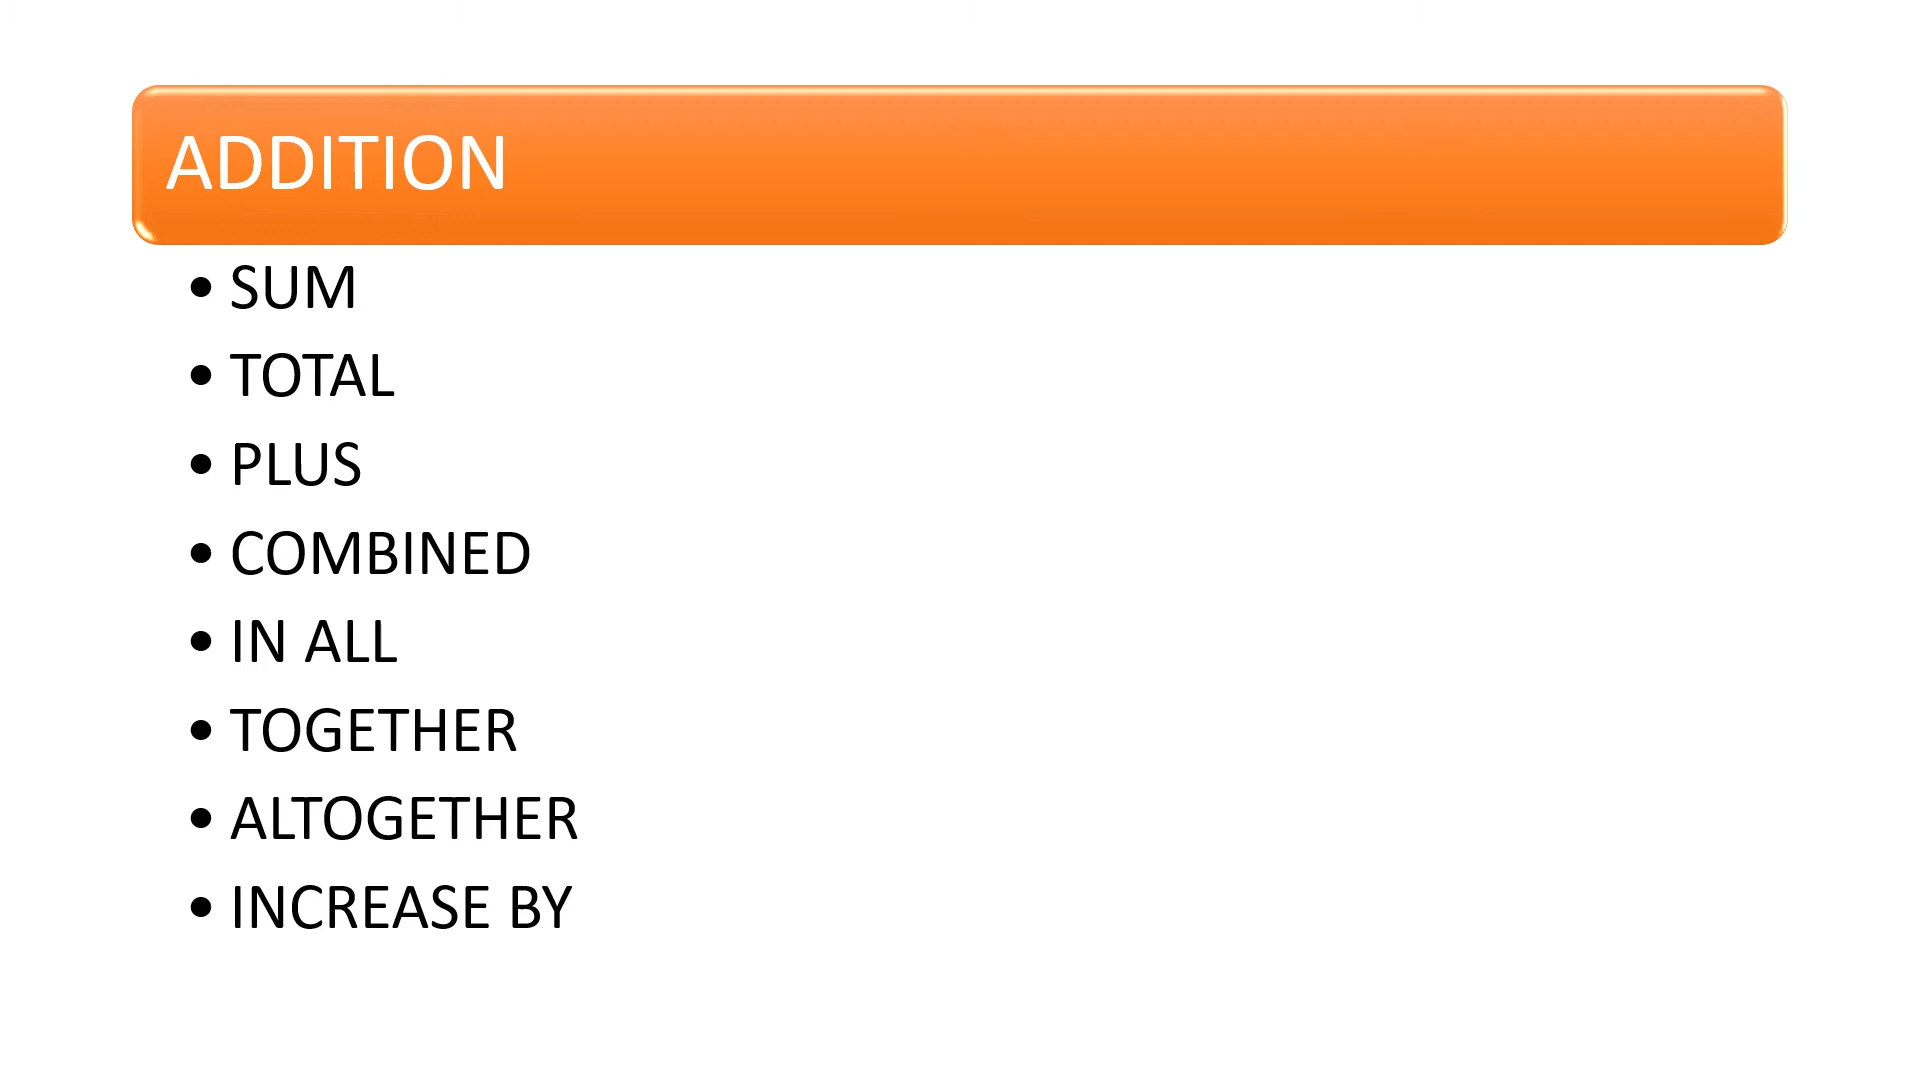 ADDITION
• SUM
• TOTAL
• PLUS
• COMBINED
• IN ALL
• TOGETHER
• ALTOGETHER
• INCREASE BY